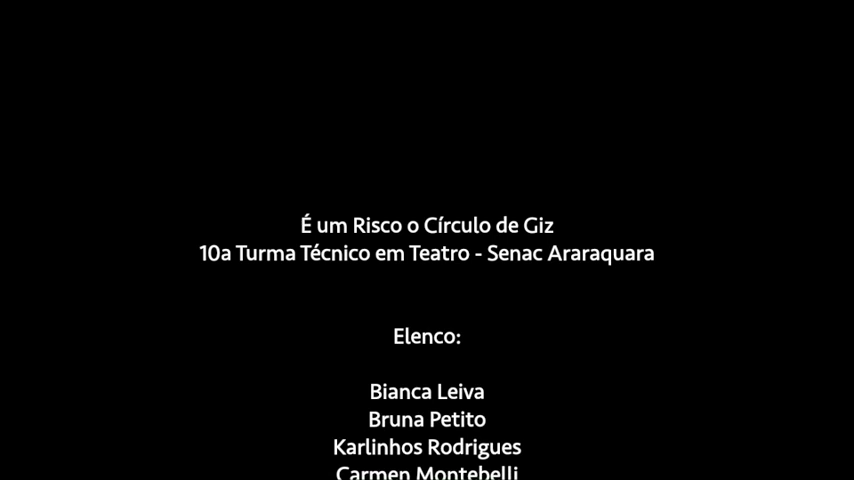 É um Risco o Círculo de Giz
10a Turma Técnico em Teatro - Senac Araraquara
Elenco:
Bianca Leiva
Bruna Petito
Karlinhos Rodrigues
Carmen Montebelli